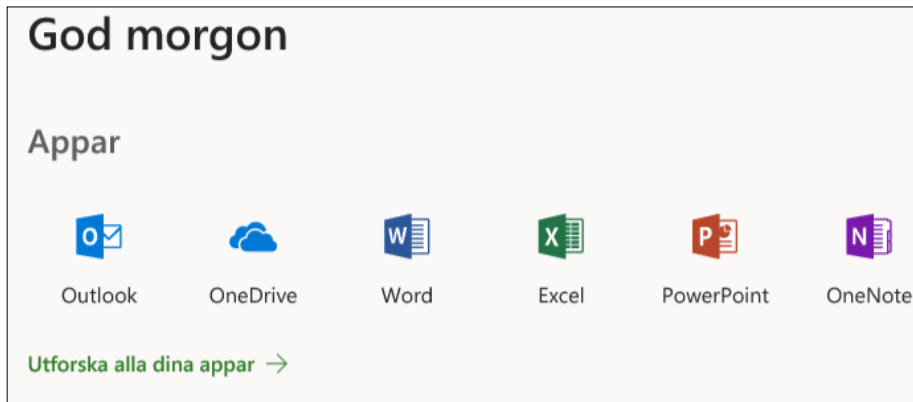 God morgon
Appar
Outlook OneDrive Word Excel PowerPoint OneNote
Utforska alla dina appar →